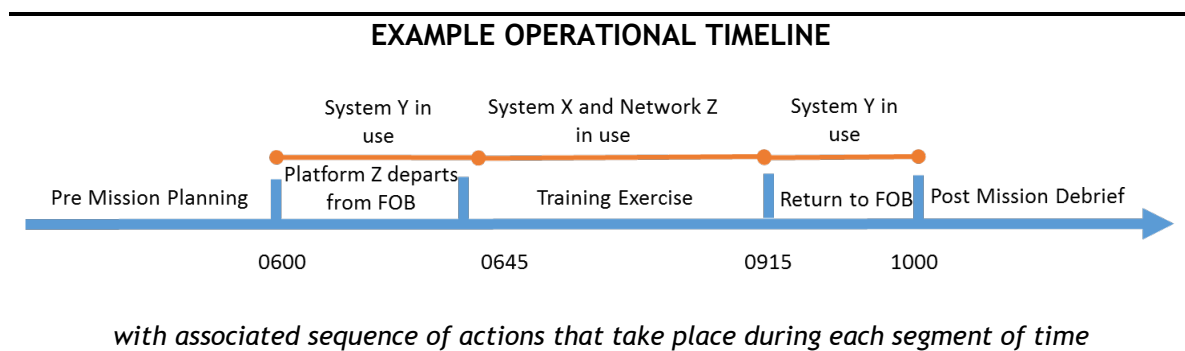 EXAMPLE OPERATIONAL TIMELINE
System Y in
use
System X and Network Z
in use
System Y in
use
Pre Mission Planning
Platform Z departs
from FOB
Training Exercise
Return to FOB
Post Mission Debrief
0600
0645
0915
1000
with associated sequence of actions that take place during each segment of time